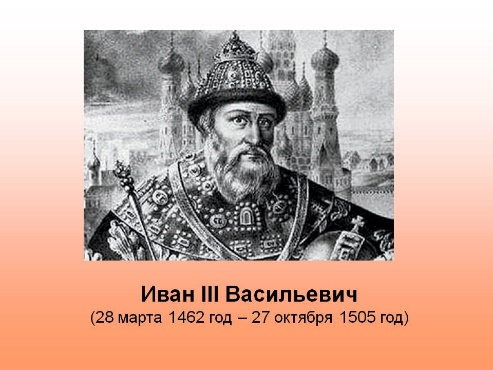 Иван III Васильевич
(28 марта 1462 год – 27 октября 1505 год)